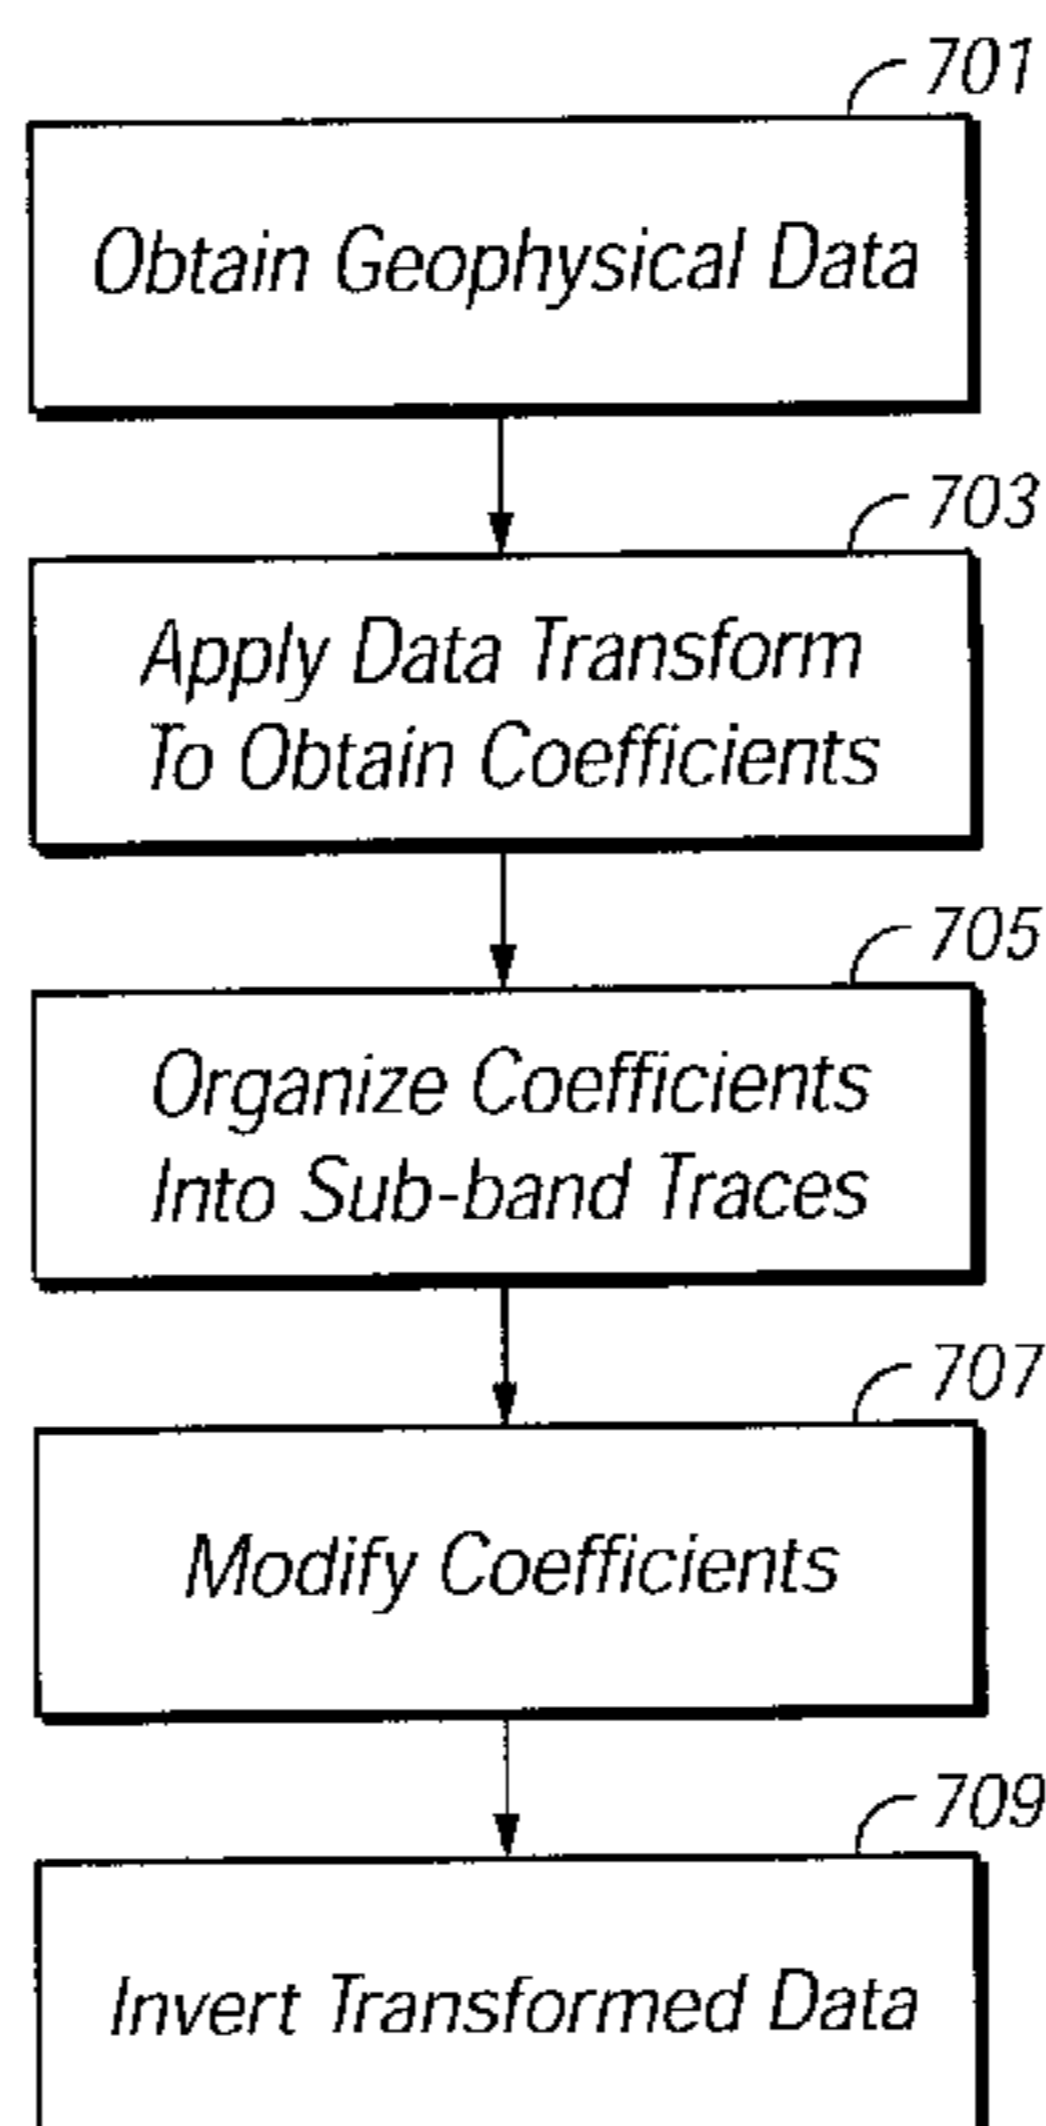 701
Obtain Geophysical Data
703
Apply Data Transform
To Obtain Coefficients
705
Organize Coefficients
Into Sub-band Traces
707
Modify Coefficients
709
Invert Transformed Data